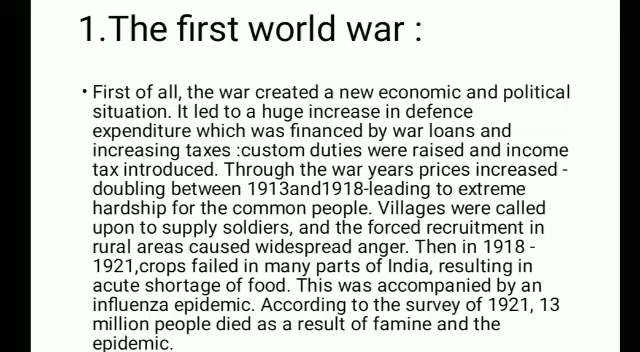 1.The first world war :
• First of all, the war created a new economic and political
situation. It led to a huge increase in defence
expenditure which was financed by war loans and
increasing taxes :custom duties were raised and income
tax introduced. Through the war years prices increased -
doubling between 1913and1918-leading to extreme
hardship for the common people. Villages were called
upon to supply soldiers, and the forced recruitment in
rural areas caused widespread anger. Then in 1918 -
1921,crops failed in many parts of India, resulting in
acute shortage of food. This was accompanied by an
influenza epidemic. According to the survey of 1921, 13
million people died as a result of famine and the
epidemic.